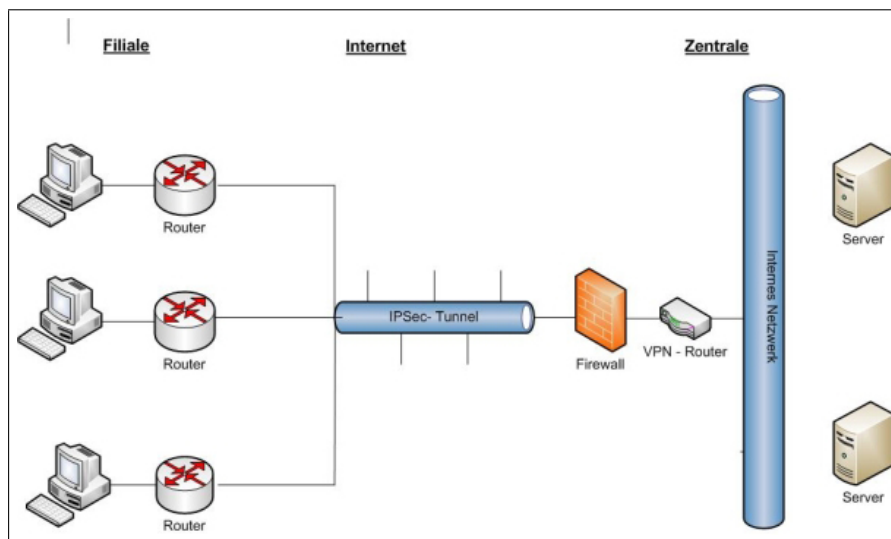 Filiale
Internet
Zentrale
Router
Server
IPSec- Tunnel
Router
Firewall
VPN - Router
Internes Netzwerk
Router
Server